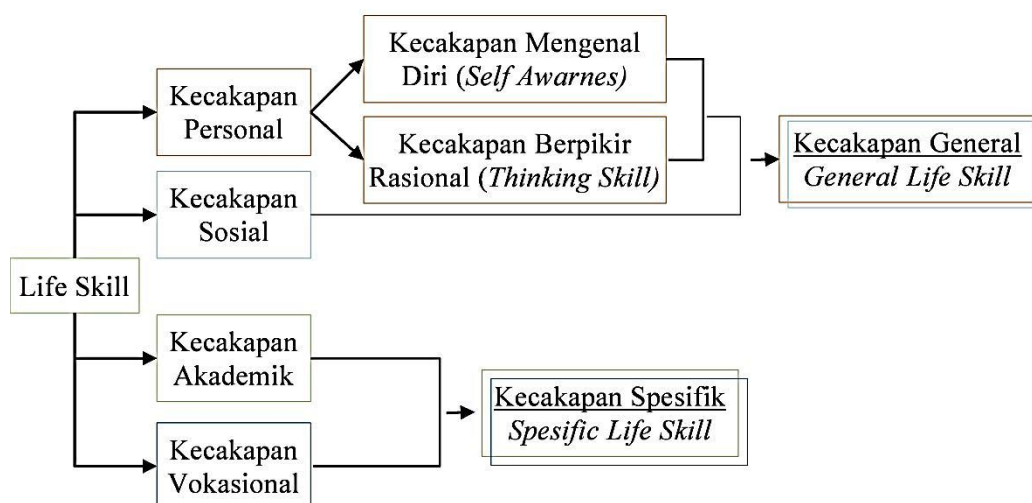 Kecakapan Mengenal
Diri (Self Awarnes)
Kecakapan
Personal
Kecakapan Berpikir
Rasional (Thinking Skill)
Kecakapan General
General Life Skill
Kecakapan
Sosial
Life Skill
Kecakapan
Akademik
Kecakapan Spesifik
Spesific Life Skill
Kecakapan
Vokasional